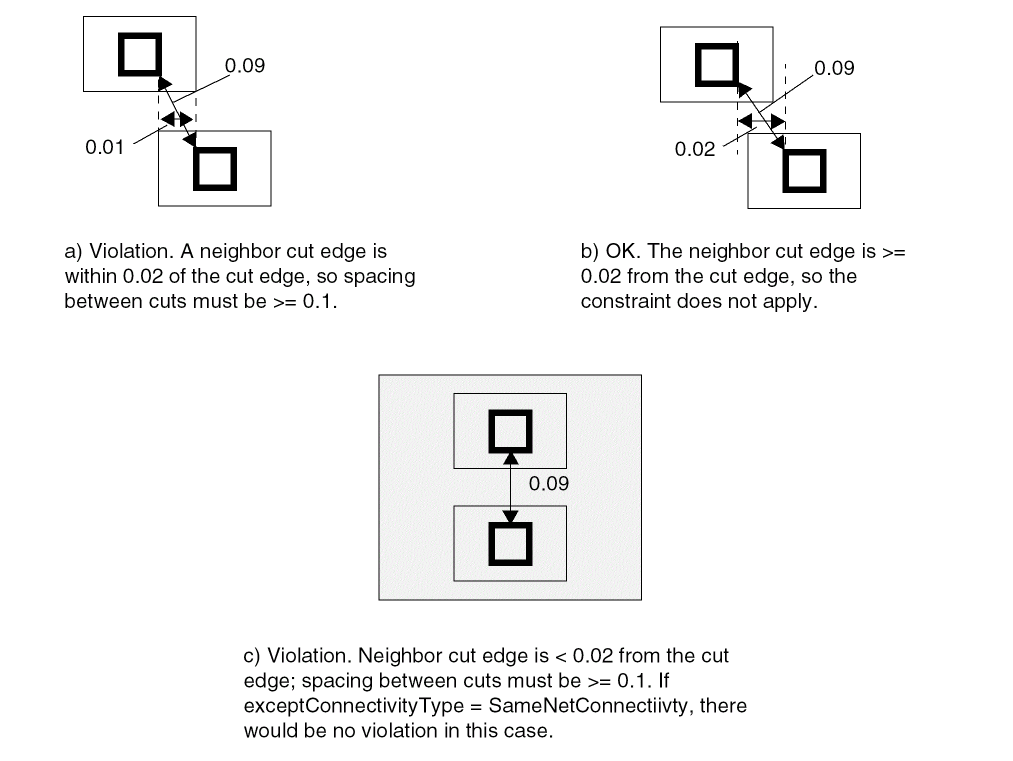 0.09
0.01
a) Violation. A neighbor cut edge is
within 0.02 of the cut edge, so spacing
between cuts must be >= 0.1.
0.09
0.02
b) OK. The neighbor cut edge is >=
0.02 from the cut edge, so the
constraint does not apply.
0.09
c) Violation. Neighbor cut edge is < 0.02 from the cut
edge; spacing between cuts must be >= 0.1. If
exceptConnectivityType = SameNetConnectiivty, there
would be no violation in this case.